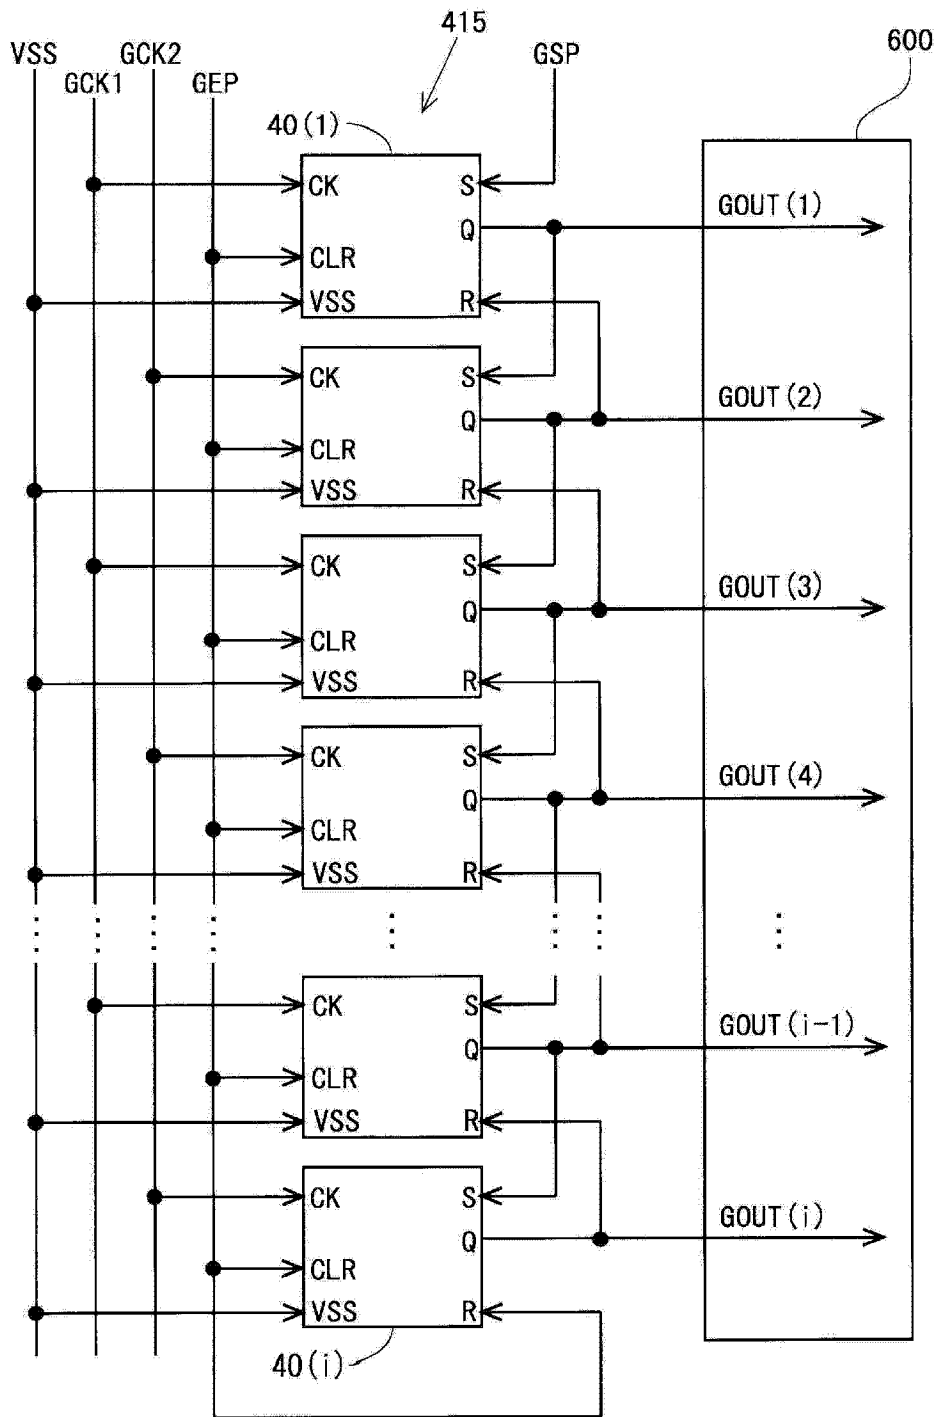 415
600
VSS
GCK2
GSP
GCK1
GEP
40(1)
CK
S
GOUT(1)
Q
CLR
VSS
R
CK
S
GOUT(2)
Q
CLR
VSS
R
CK
S
GOUT(3)
Q
CLR
VSS
R
CK
S
GOUT(4)
Q
CLR
VSS
R
CK
S
GOUT(i-1)
Q
CLR
VSS
R
CK
S
GOUT(i)
Q
CLR
VSS
R
40(i)